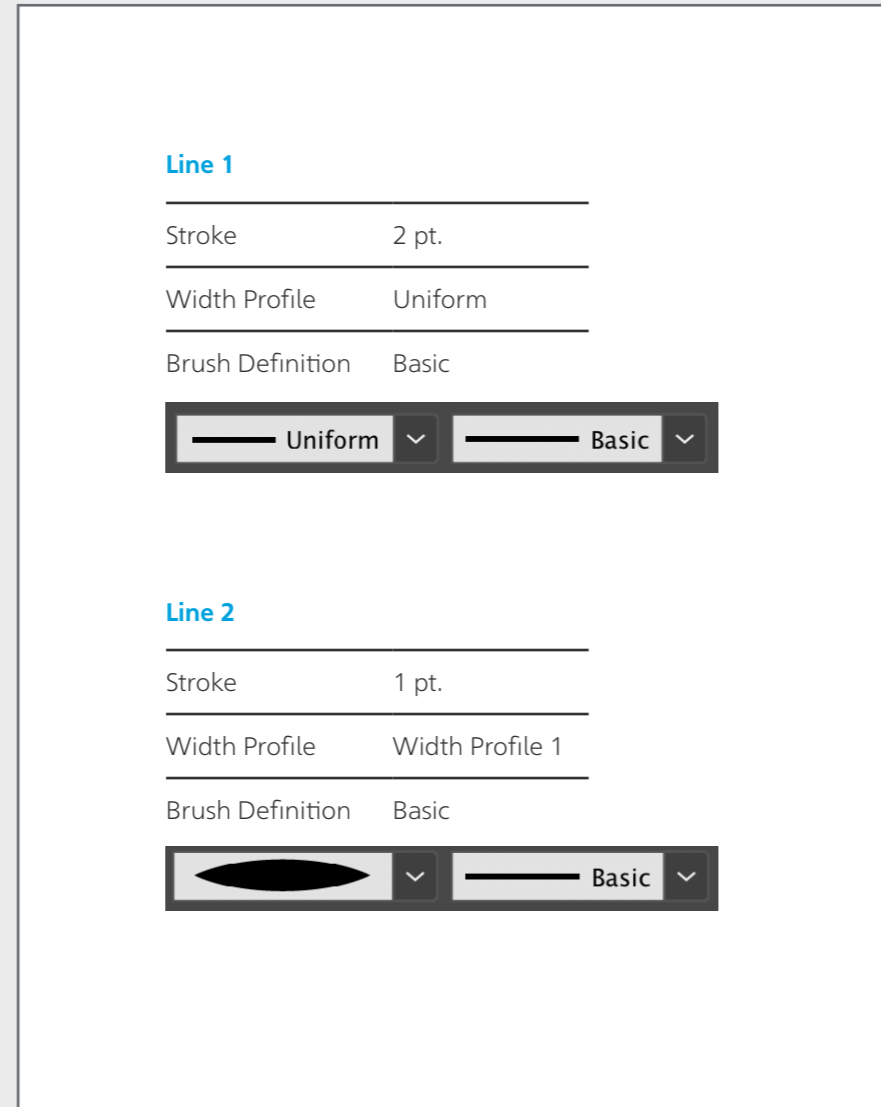 Line 1
Stroke 2 pt.
Width Profile Uniform
Brush Definition Basic
Uniform Basic
Line 2
Stroke 1 pt.
Width Profile Width Profile 1
Brush Definition Basic
Basic